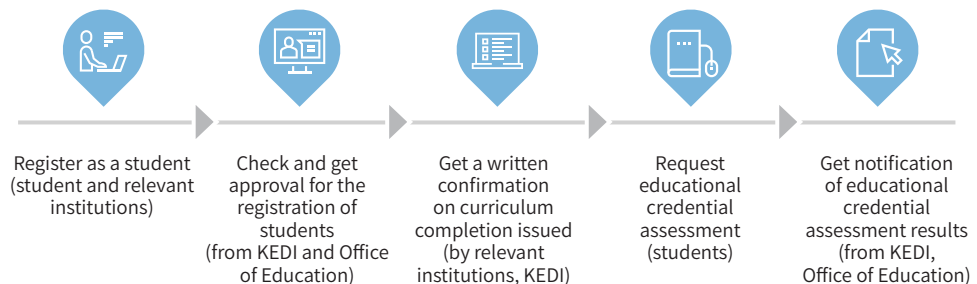 Register as a student
(student and relevant
institutions)
Check and get
approval for the
registration of
students
(from KEDI and Office
of Education)
Get a written
confirmation
on curriculum
completion issued
(by relevant
institutions, KEDI)
Request
educational
credential
assessment
(students)
Get notification
of educational
credential
assessment results
(from KEDI,
Office of Education)